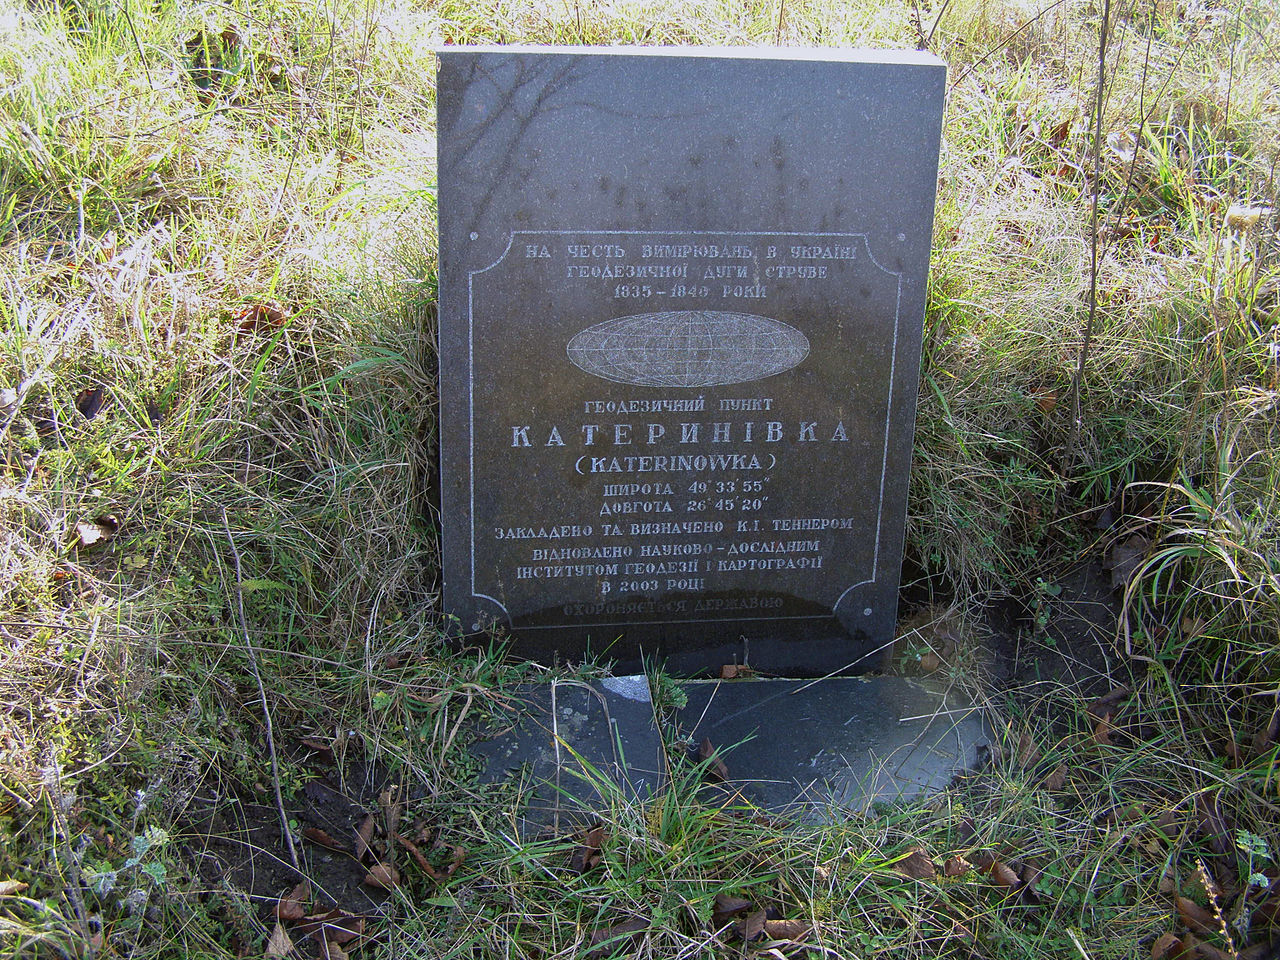 НА ЧЕСТЬ ВИМІРЮВАНЬ В УКРАЇНІ
ГЕОДЕЗИЧНОЇ ДУГИ СТРУВЕ
1835-1840 РОКИ
ГЕОДЕЗИЧНИЙ ПУНКТ
КАТЕРИНІВКА
(KATERINOWKA)
ШИРОТА 49°33'55"
ДОВГОТА 26°45'20"
ЗАКЛАДЕНО ТА ВИЗНАЧЕНО К.І. ТЕННЕРОМ
ВІДНОВЛЕНО НАУКОВО-ДОСЛІДНИМ
ІНСТИТУТОМ ГЕОДЕЗІЇ І КАРТОГРАФІЇ
В 2003 РОЦІ
ОХОРОНЯЄТЬСЯ ДЕРЖАВОЮ